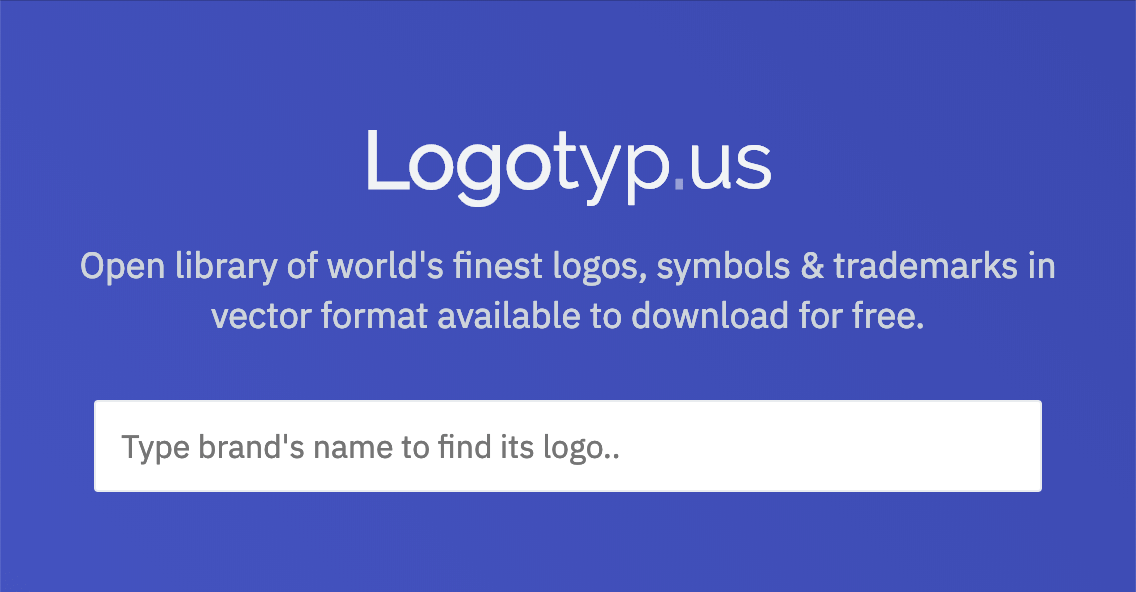 Logotyp.us
Open library of world's finest logos, symbols & trademarks in
vector format available to download for free.
Type brand's name to find its logo..